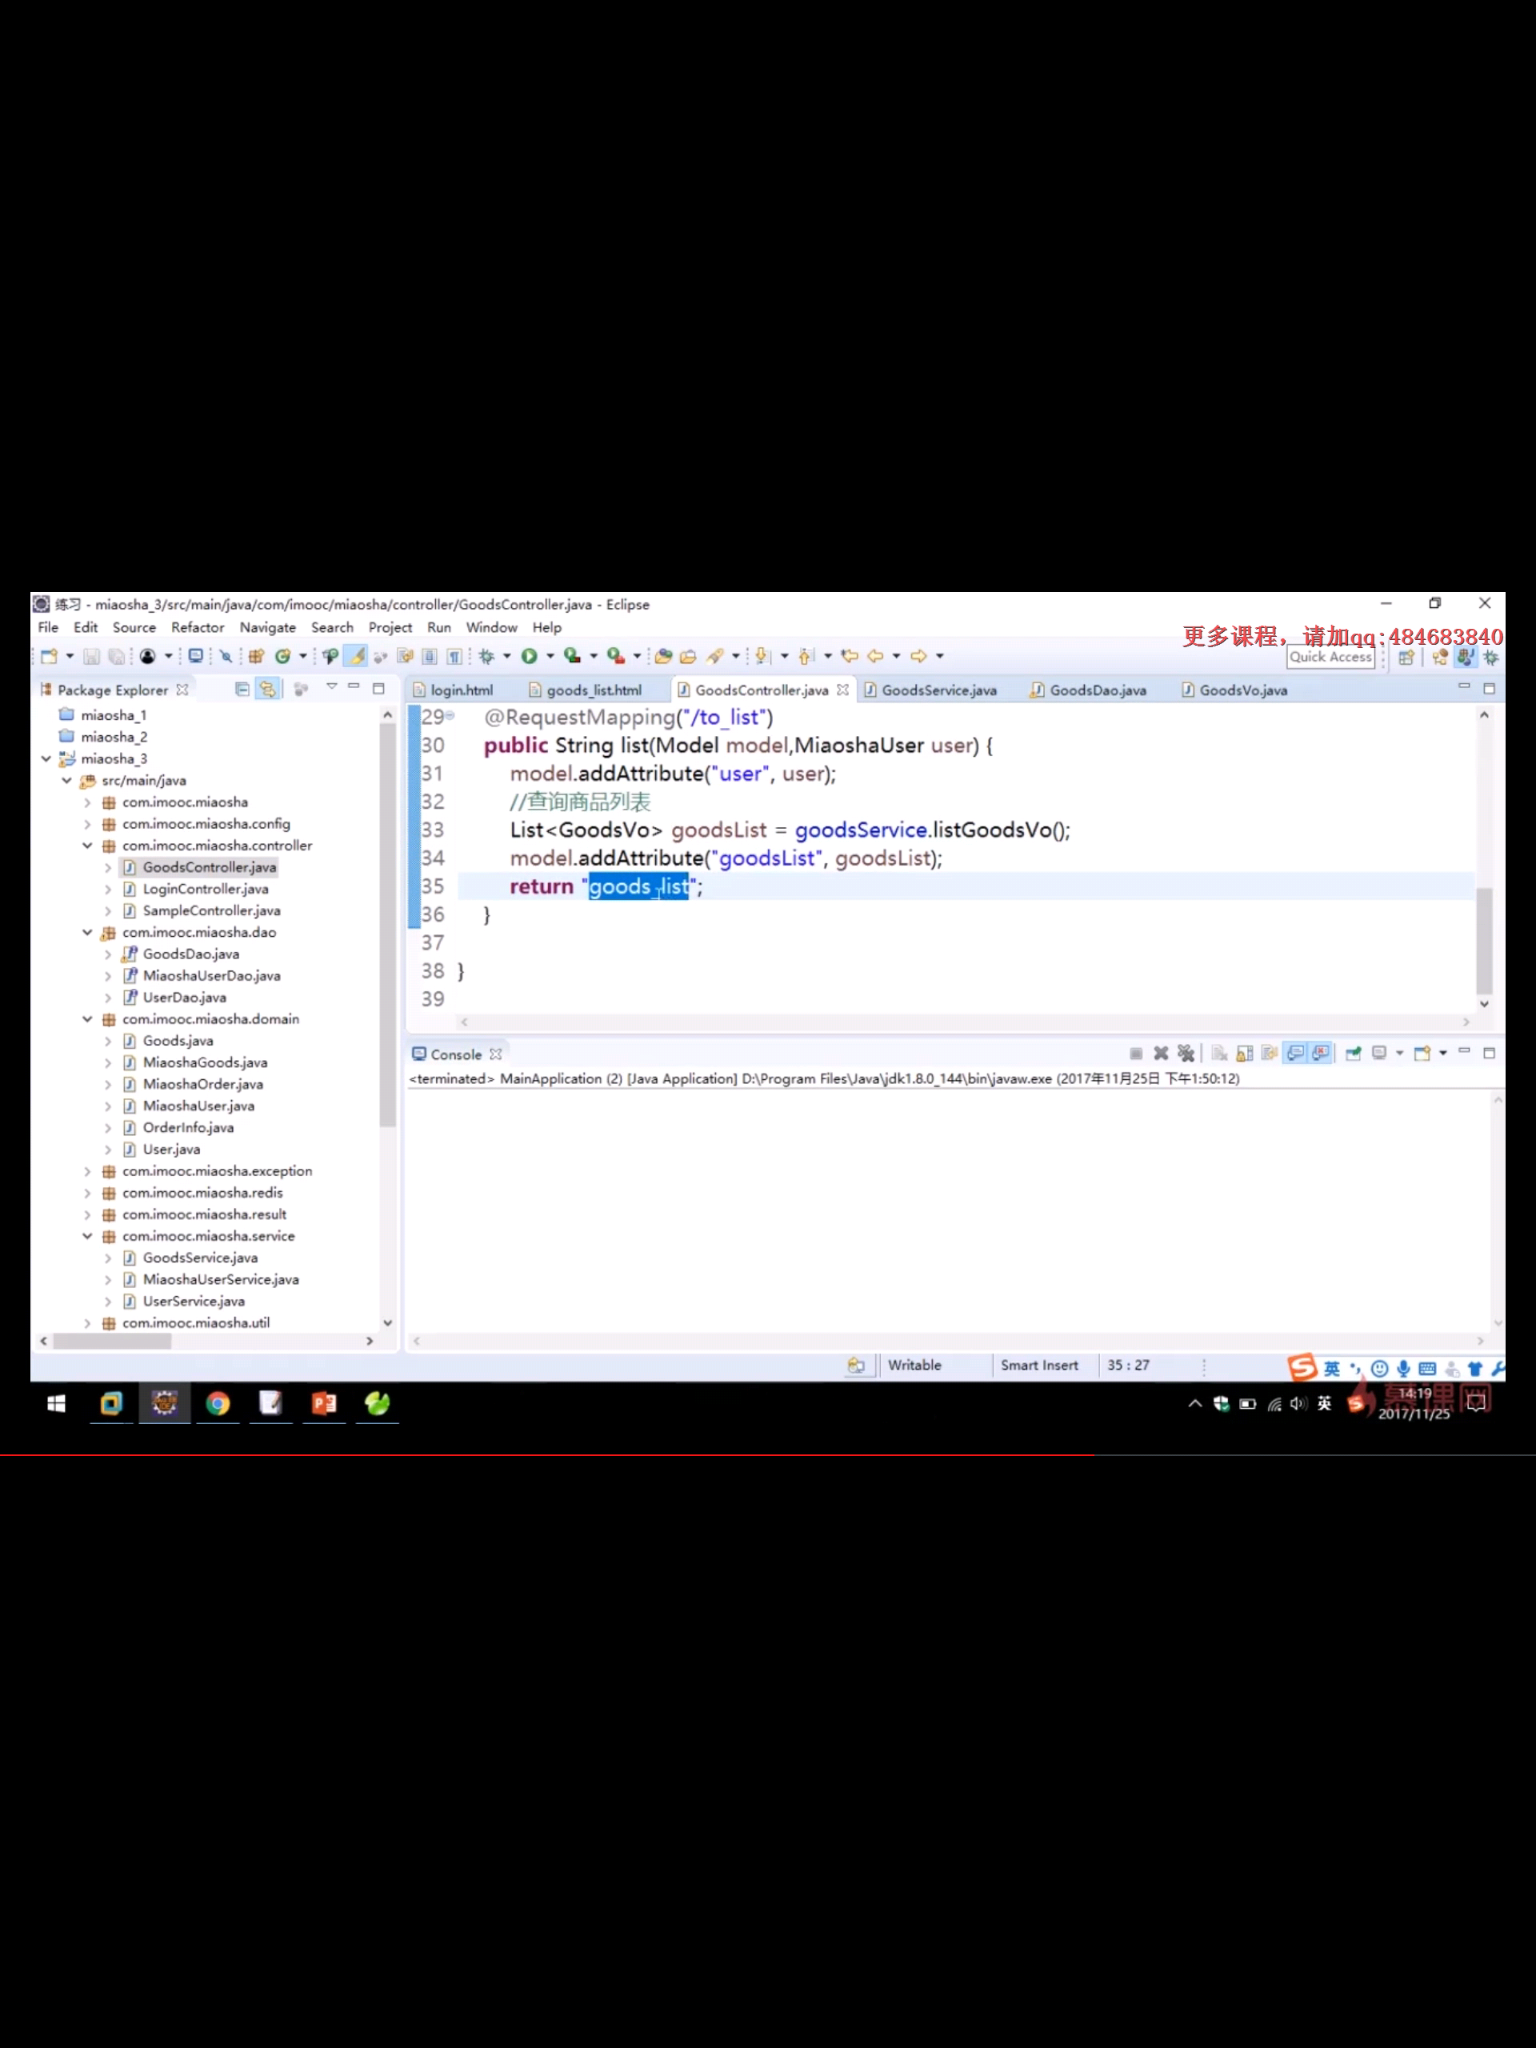 练习 - miaosha_3/src/main/java/com/imooc/miaosha/controller/GoodsController.java - Eclipse
File Edit Source Refactor Navigate Search Project Run Window Help
更多课程，请加qq:484683840
Quick Access
Package Explorer
login.html goods_list.html GoodsController.java GoodsService.java GoodsDao.java GoodsVo.java
miaosha_1
miaosha_2
miaosha_3
src/main/java
com.imooc.miaosha
com.imooc.miaosha.config
com.imooc.miaosha.controller
GoodsController.java
LoginController.java
SampleController.java
com.imooc.miaosha.dao
GoodsDao.java
MiaoshaUserDao.java
UserDao.java
com.imooc.miaosha.domain
Goods.java
MiaoshaGoods.java
MiaoshaOrder.java
MiaoshaUser.java
OrderInfo.java
User.java
com.imooc.miaosha.exception
com.imooc.miaosha.redis
com.imooc.miaosha.result
com.imooc.miaosha.service
GoodsService.java
MiaoshaUserService.java
UserService.java
com.imooc.miaosha.util
29 @RequestMapping("/to_list")
30 public String list(Model model,MiaoshaUser user) {
31 model.addAttribute("user", user);
32 //查询商品列表
33 List<GoodsVo> goodsList = goodsService.listGoodsVo();
34 model.addAttribute("goodsList", goodsList);
35 return "goods_list";
36 }
37
38 }
39
Console
<terminated> MainApplication (2) [Java Application] D:\Program Files\Java\jdk1.8.0_144\bin\javaw.exe (2017年11月25日 下午1:50:12)
Writable Smart Insert 35 : 27
英
英
慕课网
14:19
2017/11/25